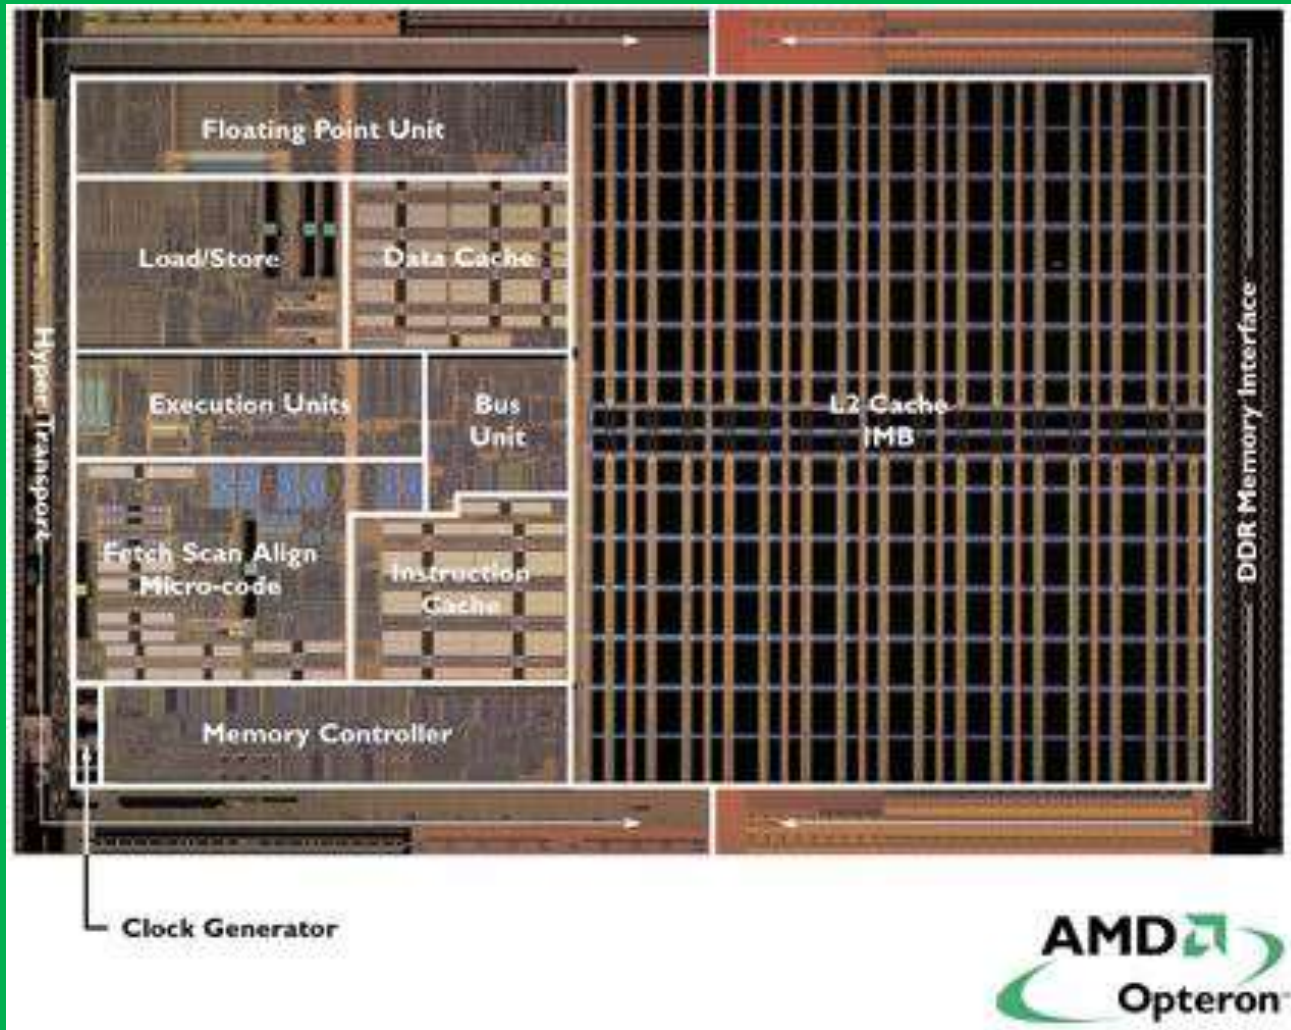 Floating Point Unit
Load/Store
Data Cache
Hyper Transport
Execution Units
Bus
Unit
L2 Cache
1MB
DDR Memory Interface
Fetch Scan Align
Micro-code
Instruction
Cache
Memory Controller
Clock Generator
AMD
Opteron